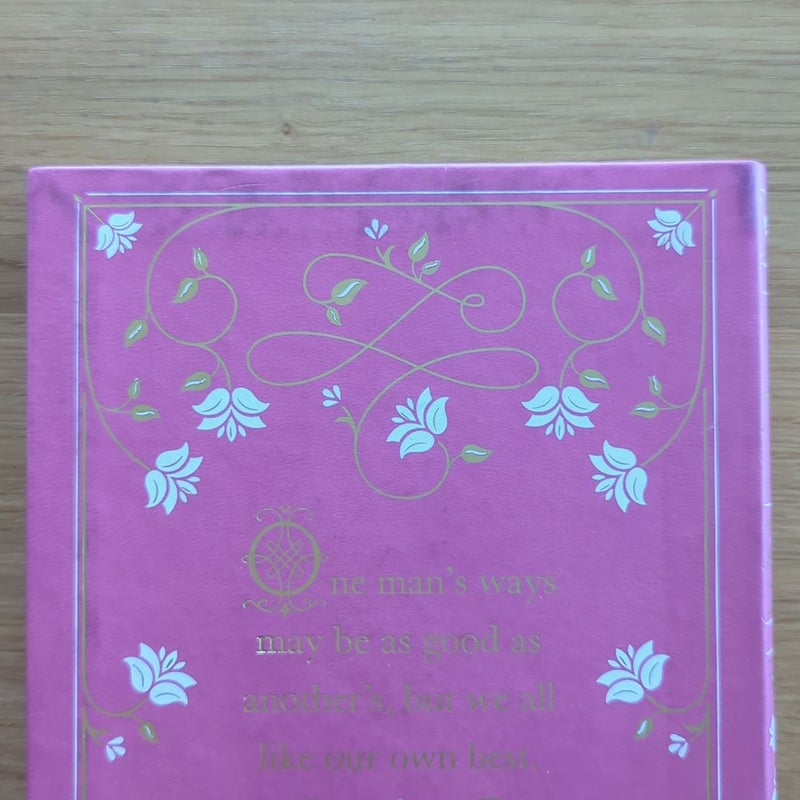 One man's ways
may be as good as
another's, but we all
like our own best.